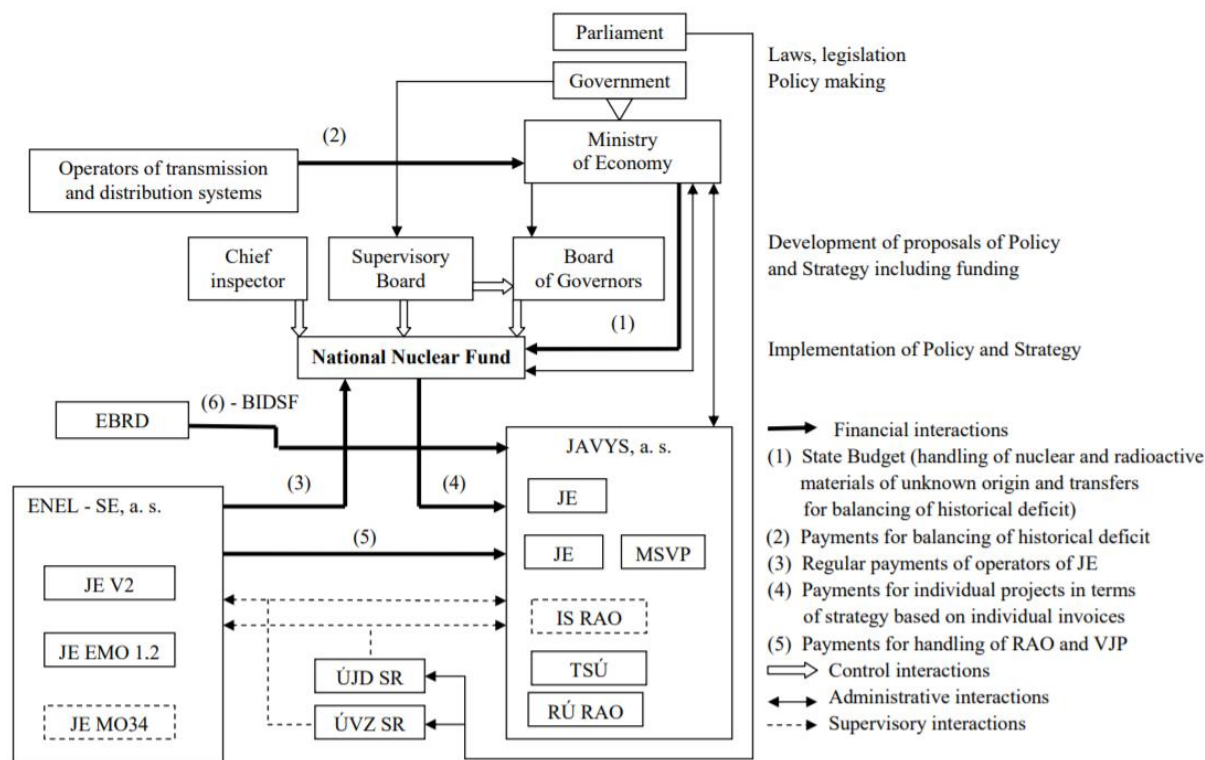 Parliament
Laws, legislation
Policy making
Government
(2)
Ministry
of Economy
Operators of transmission
and distribution systems
Chief
inspector
Supervisory
Board
Board
of Governors
Development of proposals of Policy
and Strategy including funding
(1)
National Nuclear Fund
Implementation of Policy and Strategy
(6) - BIDSF
EBRD
JAVYS, a. s.
(3)
(4)
JE
ENEL - SE, a. s.
(5)
JE
MSVP
JE V2
IS RAO
JE EMO 1.2
ÚJD SR
TSÚ
JE MO34
ÚVZ SR
RÚ RAO
Financial interactions
(1) State Budget (handling of nuclear and radioactive
materials of unknown origin and transfers
for balancing of historical deficit)
(2) Payments for balancing of historical deficit
(3) Regular payments of operators of JE
(4) Payments for individual projects in terms
of strategy based on individual invoices
(5) Payments for handling of RAO and VJP
Control interactions
Administrative interactions
Supervisory interactions